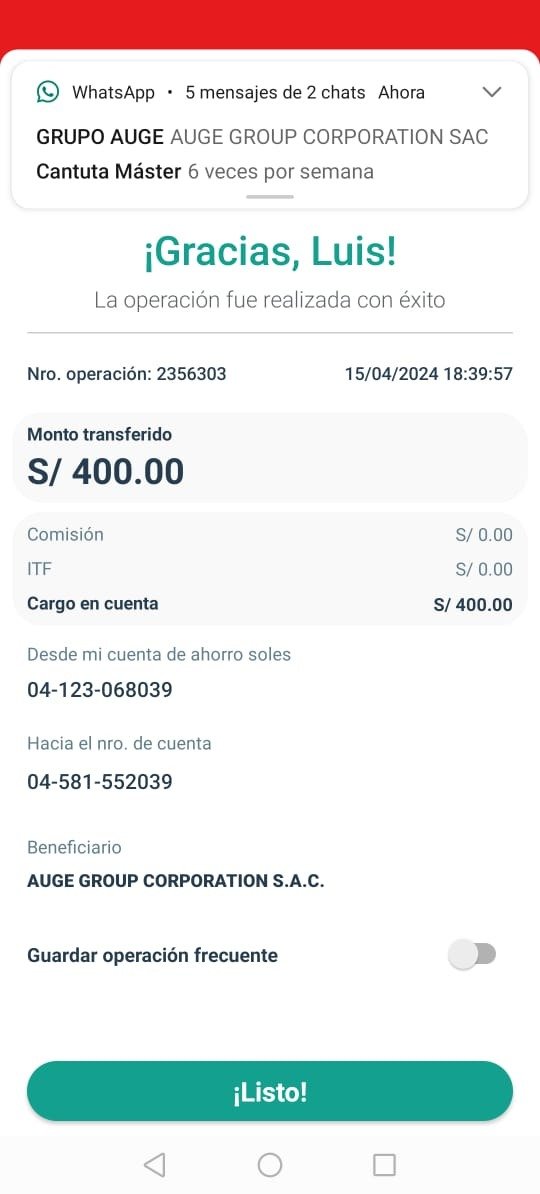 WhatsApp • 5 mensajes de 2 chats Ahora
GRUPO AUGE AUGE GROUP CORPORATION SAC
Cantuta Máster 6 veces por semana
¡Gracias, Luis!
La operación fue realizada con éxito
Nro. operación: 2356303 15/04/2024 18:39:57
Monto transferido
S/ 400.00
Comisión S/ 0.00
ITF S/ 0.00
Cargo en cuenta S/ 400.00
Desde mi cuenta de ahorro soles
04-123-068039
Hacia el nro. de cuenta
04-581-552039
Beneficiario
AUGE GROUP CORPORATION S.A.C.
Guardar operación frecuente
¡Listo!